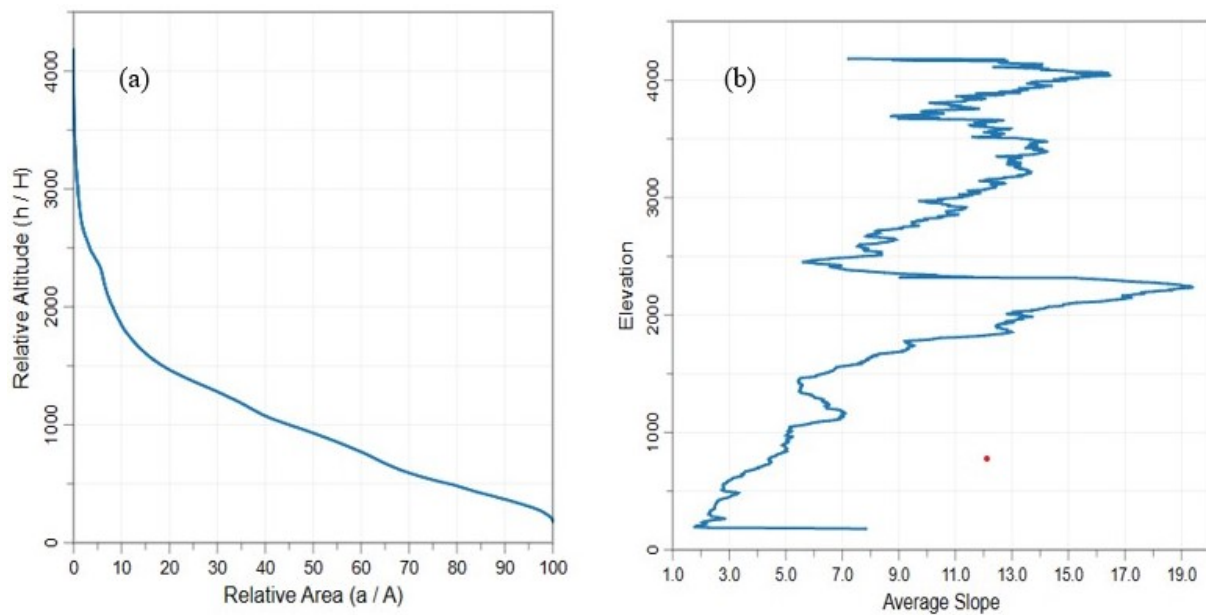 (a)
Relative Altitude (h / H)
4000
3000
2000
1000
0
0 10 20 30 40 50 60 70 80 90 100
Relative Area (a / A)
(b)
Elevation
4000
3000
2000
1000
0
1.0 3.0 5.0 7.0 9.0 11.0 13.0 15.0 17.0 19.0
Average Slope